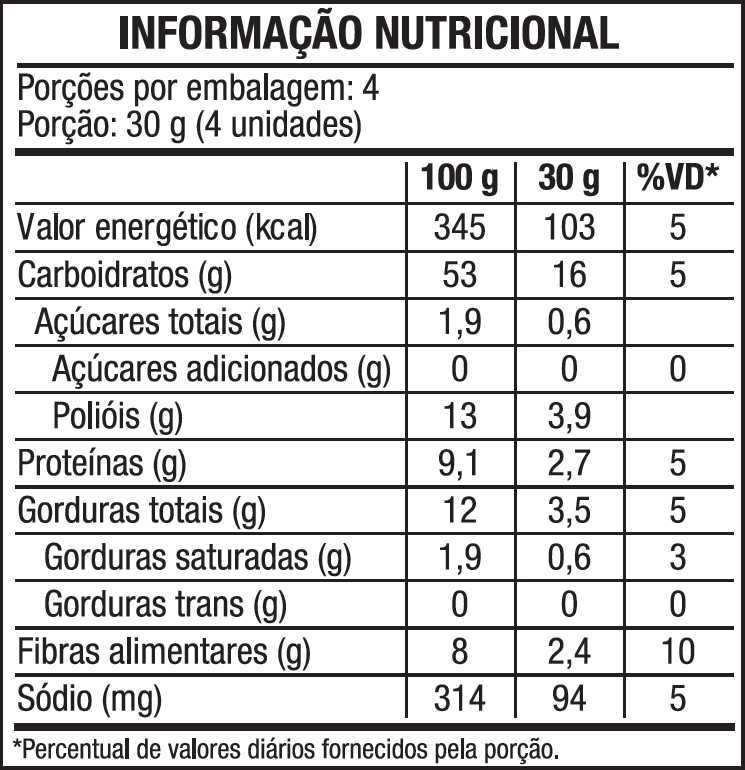 INFORMAÇÃO NUTRICIONAL
Porções por embalagem: 4
Porção: 30 g (4 unidades)
100 g 30 g %VD*
Valor energético (kcal) 345 103 5
Carboidratos (g) 53 16 5
Açúcares totais (g) 1,9 0,6
Açúcares adicionados (g) 0 0 0
Polióis (g) 13 3,9
Proteínas (g) 9,1 2,7 5
Gorduras totais (g) 12 3,5 5
Gorduras saturadas (g) 1,9 0,6 3
Gorduras trans (g) 0 0 0
Fibras alimentares (g) 8 2,4 10
Sódio (mg) 314 94 5
*Percentual de valores diários fornecidos pela porção.